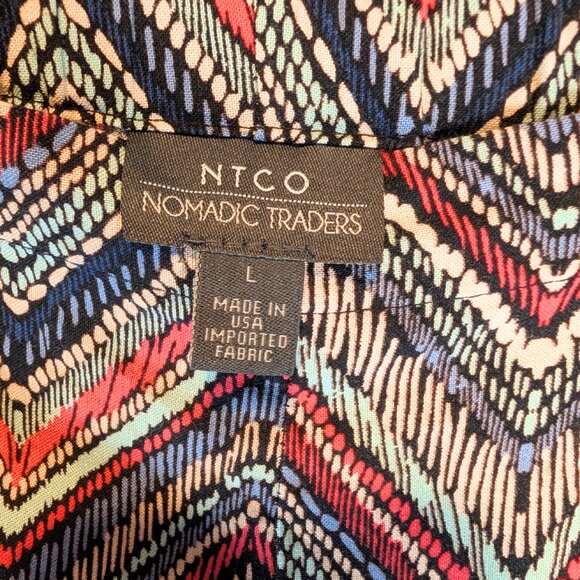 NTCO
NOMADIC TRADERS
L
MADE IN
USA
IMPORTED
FABRIC